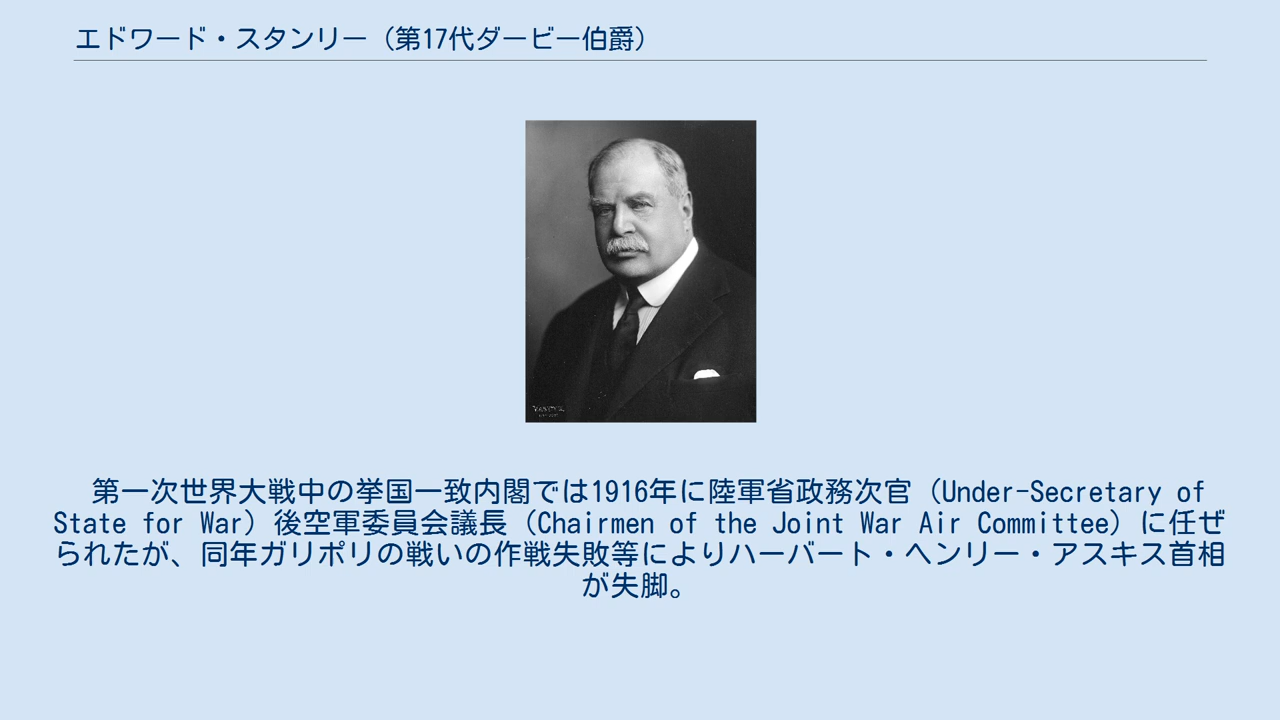 エドワード・スタンリー（第17代ダービー伯爵）
第一次世界大戦中の挙国一致内閣では1916年に陸軍省政務次官（Under-Secretary of
State for War）後空軍委員会議長（Chairmen of the Joint War Air Committee）に任ぜ
られたが、同年ガリポリの戦いの作戦失敗等によりハーバート・ヘンリー・アスキス首相
が失脚。